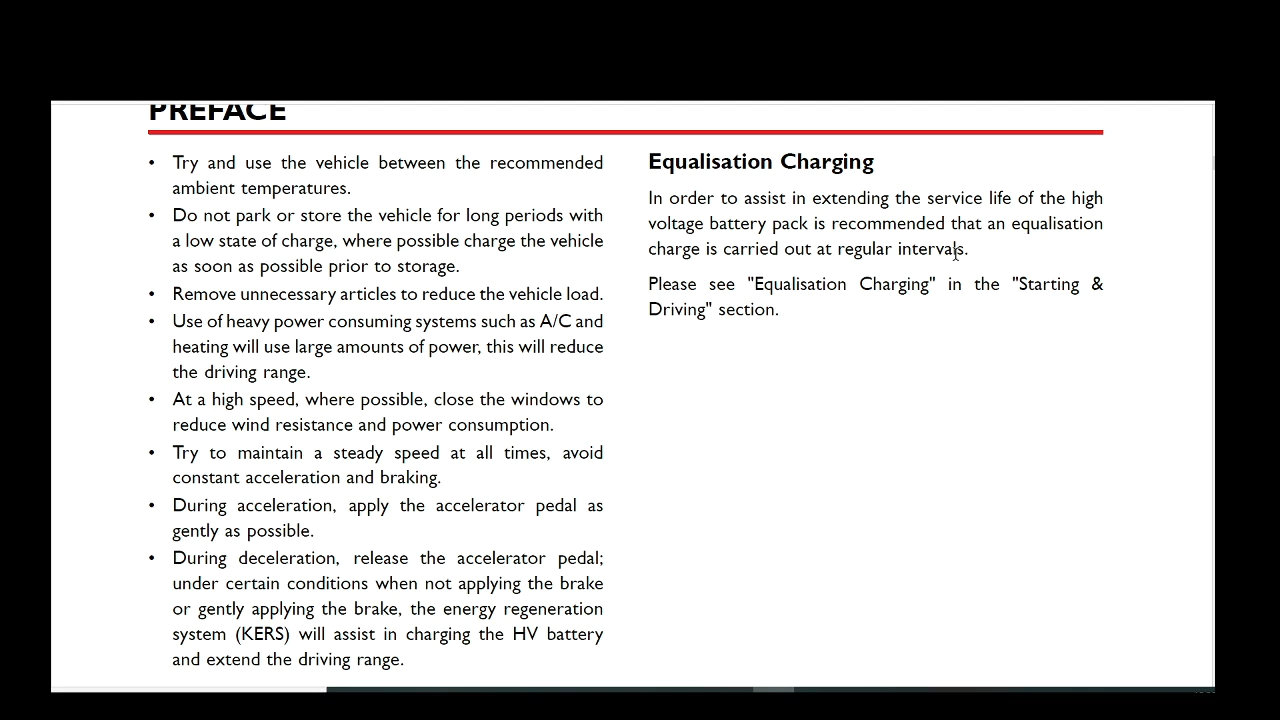 PREFACE
• Try and use the vehicle between the recommended
ambient temperatures.
• Do not park or store the vehicle for long periods with
a low state of charge, where possible charge the vehicle
as soon as possible prior to storage.
• Remove unnecessary articles to reduce the vehicle load.
• Use of heavy power consuming systems such as A/C and
heating will use large amounts of power, this will reduce
the driving range.
• At a high speed, where possible, close the windows to
reduce wind resistance and power consumption.
• Try to maintain a steady speed at all times, avoid
constant acceleration and braking.
• During acceleration, apply the accelerator pedal as
gently as possible.
• During deceleration, release the accelerator pedal;
under certain conditions when not applying the brake
or gently applying the brake, the energy regeneration
system (KERS) will assist in charging the HV battery
and extend the driving range.
Equalisation Charging
In order to assist in extending the service life of the high
voltage battery pack is recommended that an equalisation
charge is carried out at regular intervals.
Please see "Equalisation Charging" in the "Starting &
Driving" section.